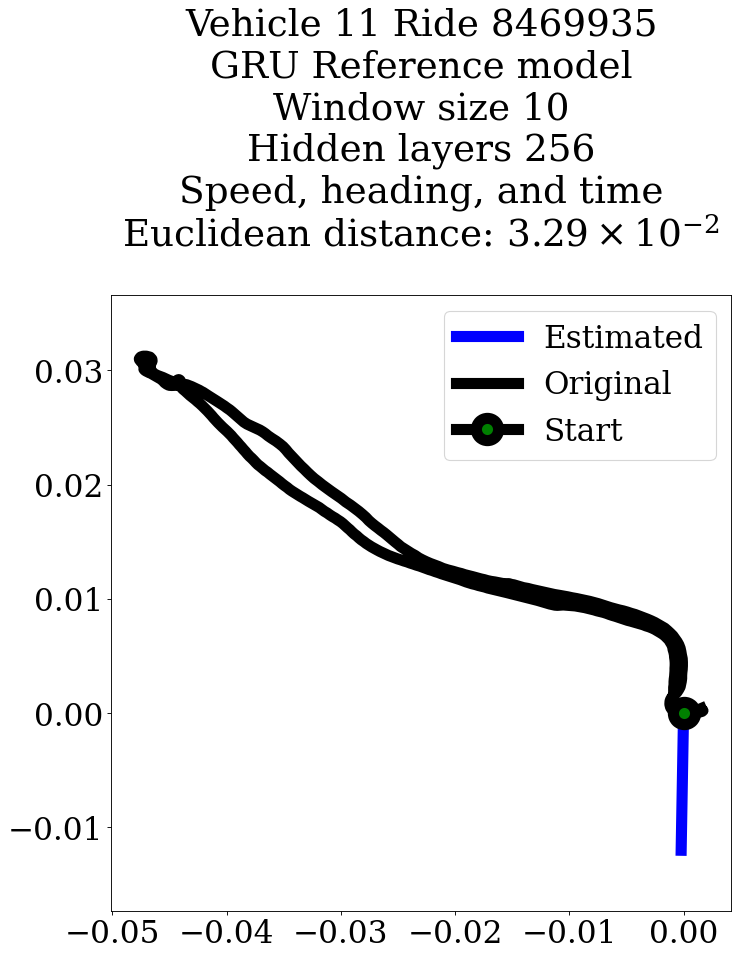 Vehicle 11 Ride 8469935
GRU Reference model
Window size 10
Hidden layers 256
Speed, heading, and time
Euclidean distance: 3.29 × 10⁻²
Estimated
Original
Start
0.03
0.02
0.01
0.00
−0.01
−0.05 −0.04 −0.03 −0.02 −0.01 0.00